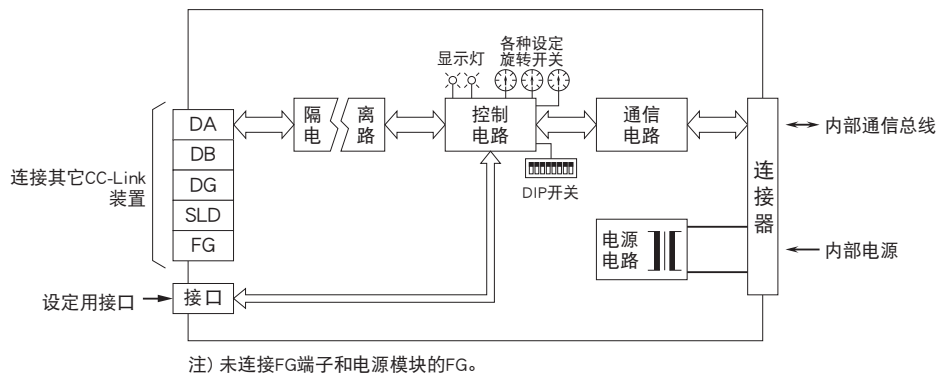 各种设定
旋转开关
显示灯
DA
DB
DG
SLD
FG
连接其它CC-Link
装置
隔 离
电 路
控制
电路
通信
电路
DIP开关
连
接
器
内部通信总线
电源
电路
内部电源
设定用接口
接口
注) 未连接FG端子和电源模块的FG。